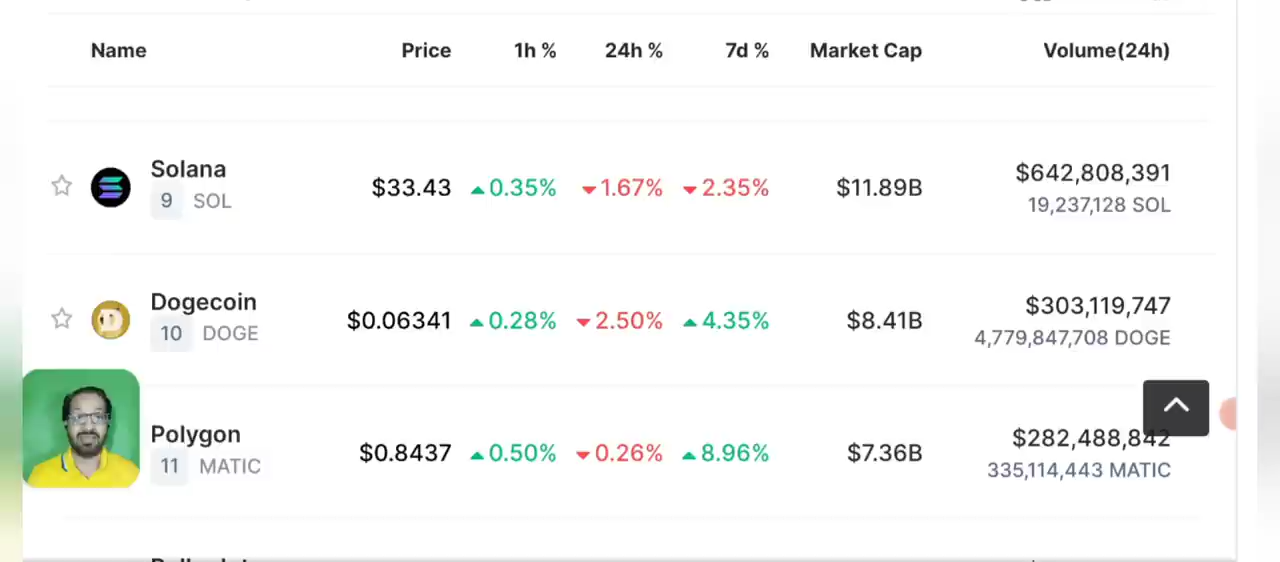 Name Price 1h % 24h % 7d % Market Cap Volume(24h)
Solana
9 SOL
$33.43 0.35% 1.67% 2.35% $11.89B $642,808,391
19,237,128 SOL
Dogecoin
10 DOGE
$0.06341 0.28% 2.50% 4.35% $8.41B $303,119,747
4,779,847,708 DOGE
Polygon
11 MATIC
$0.8437 0.50% 0.26% 8.96% $7.36B $282,488,842
335,114,443 MATIC